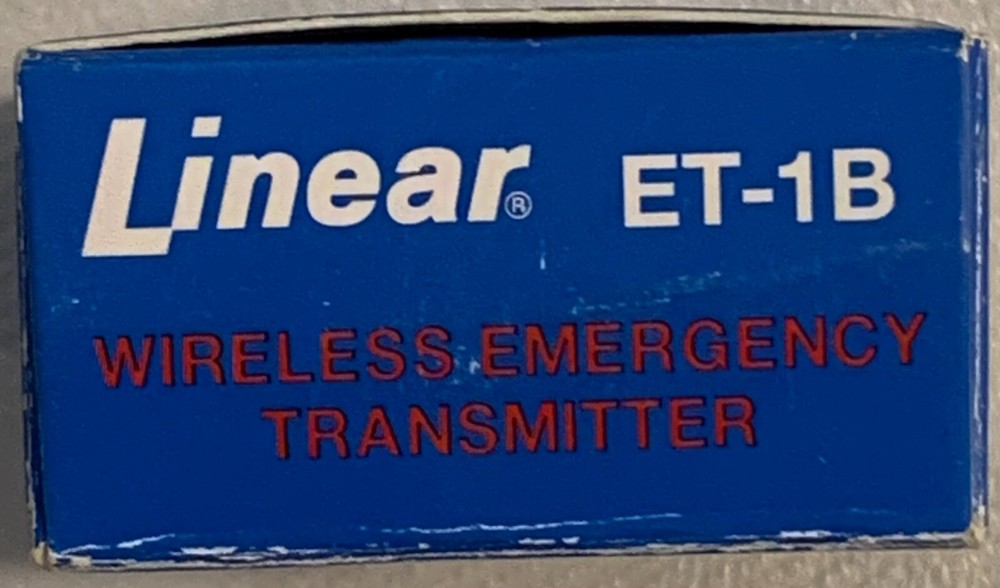 Linear® ET-1B
WIRELESS EMERGENCY
TRANSMITTER